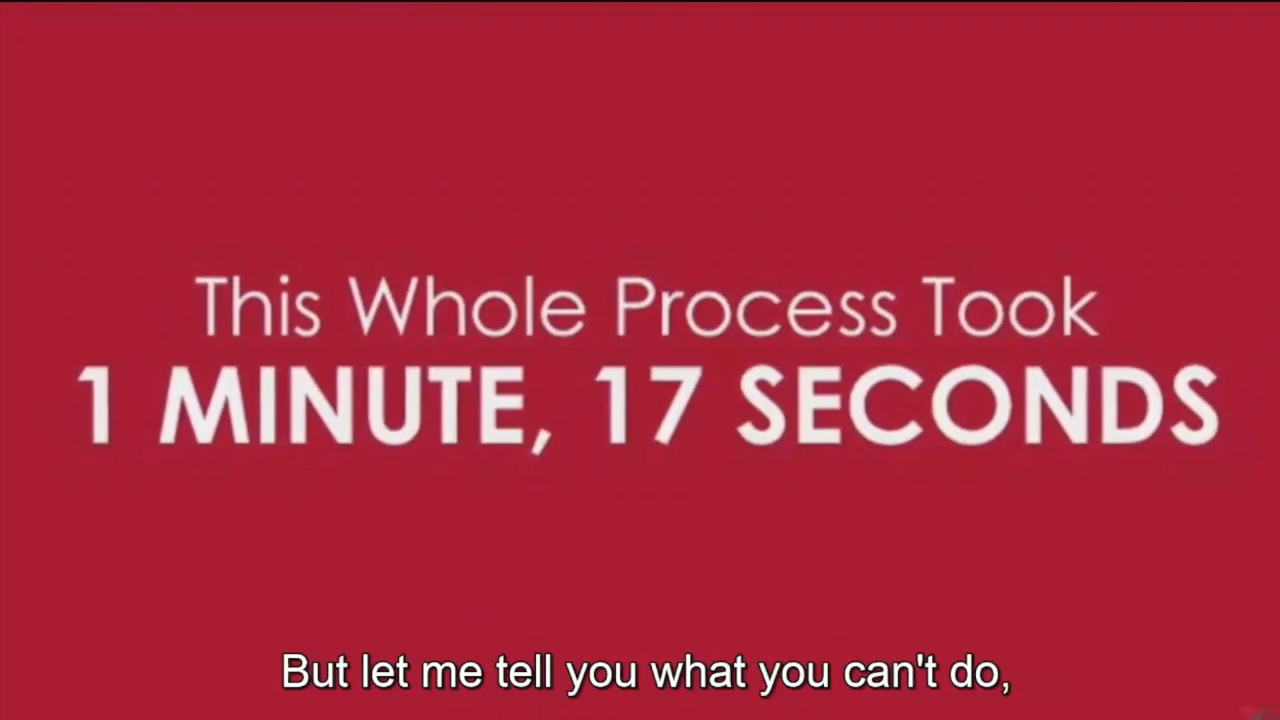 This Whole Process Took
1 MINUTE, 17 SECONDS
But let me tell you what you can't do,